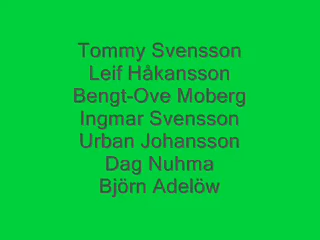 Tommy Svensson
Leif Håkansson
Bengt-Ove Moberg
Ingmar Svensson
Urban Johansson
Dag Nuhma
Björn Adelöw